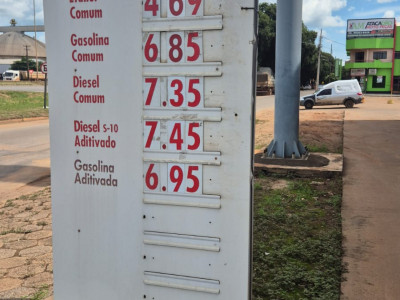 Etanol
Comum
4.69
Gasolina
Comum
6.85
Diesel
Comum
7.35
Diesel S-10
Aditivado
7.45
Gasolina
Aditivada
6.95
ATACA